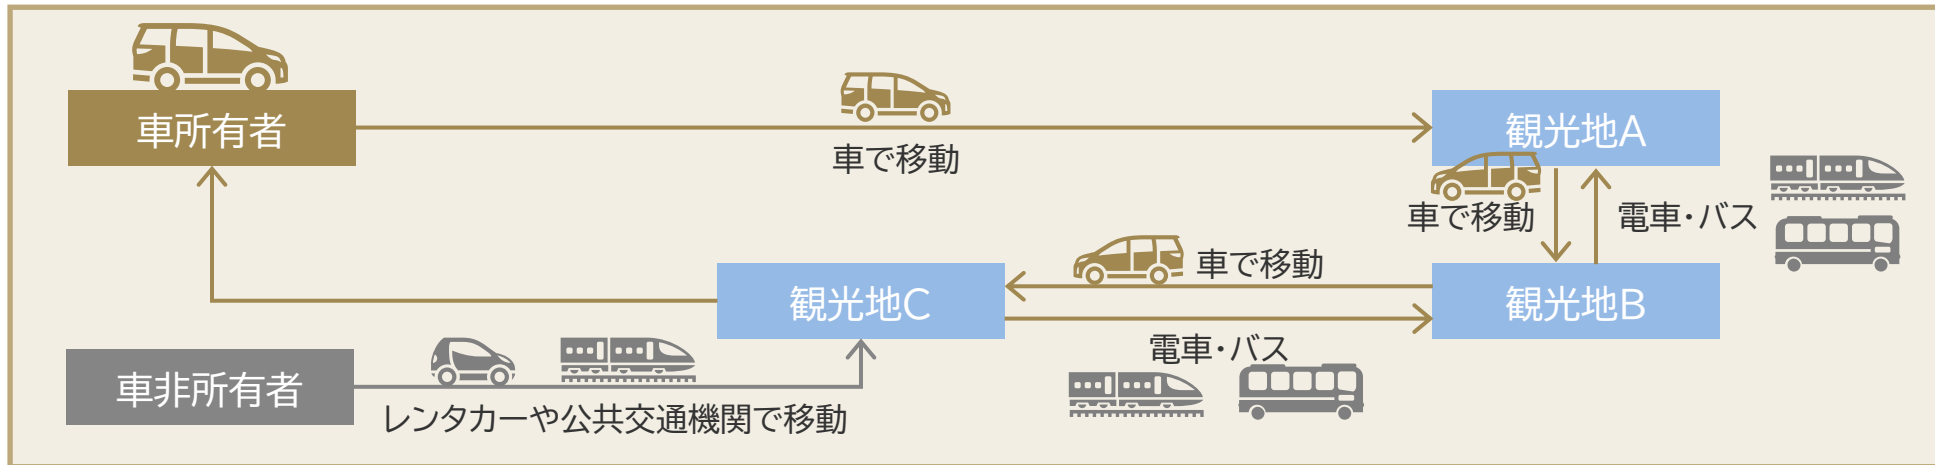 車所有者
車で移動
観光地A
車で移動
電車・バス
車で移動
観光地C
観光地B
電車・バス
車非所有者
レンタカーや公共交通機関で移動